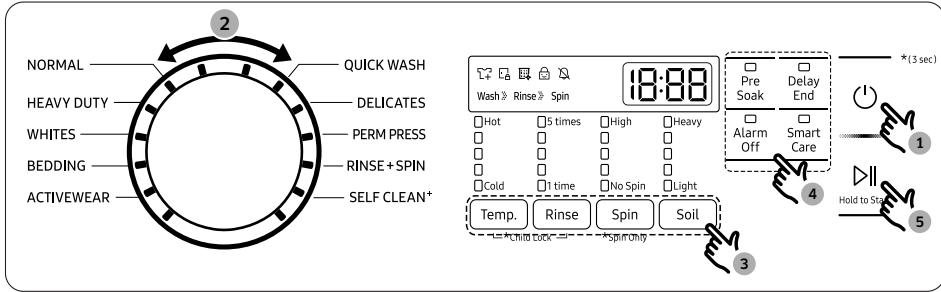 2
NORMAL
HEAVY DUTY
WHITES
BEDDING
ACTIVEWEAR
QUICK WASH
DELICATES
PERM PRESS
RINSE+SPIN
SELF CLEAN+
Wash» Rinse» Spin
18:88
Hot 5 times High Heavy
Cold 1 time No Spin Light
Temp. Rinse Spin Soil
*Child Lock *Spin Only
3
Pre Delay
Soak End
Alarm Smart
Off Care
4
*(3 sec)
1
Hold to
5